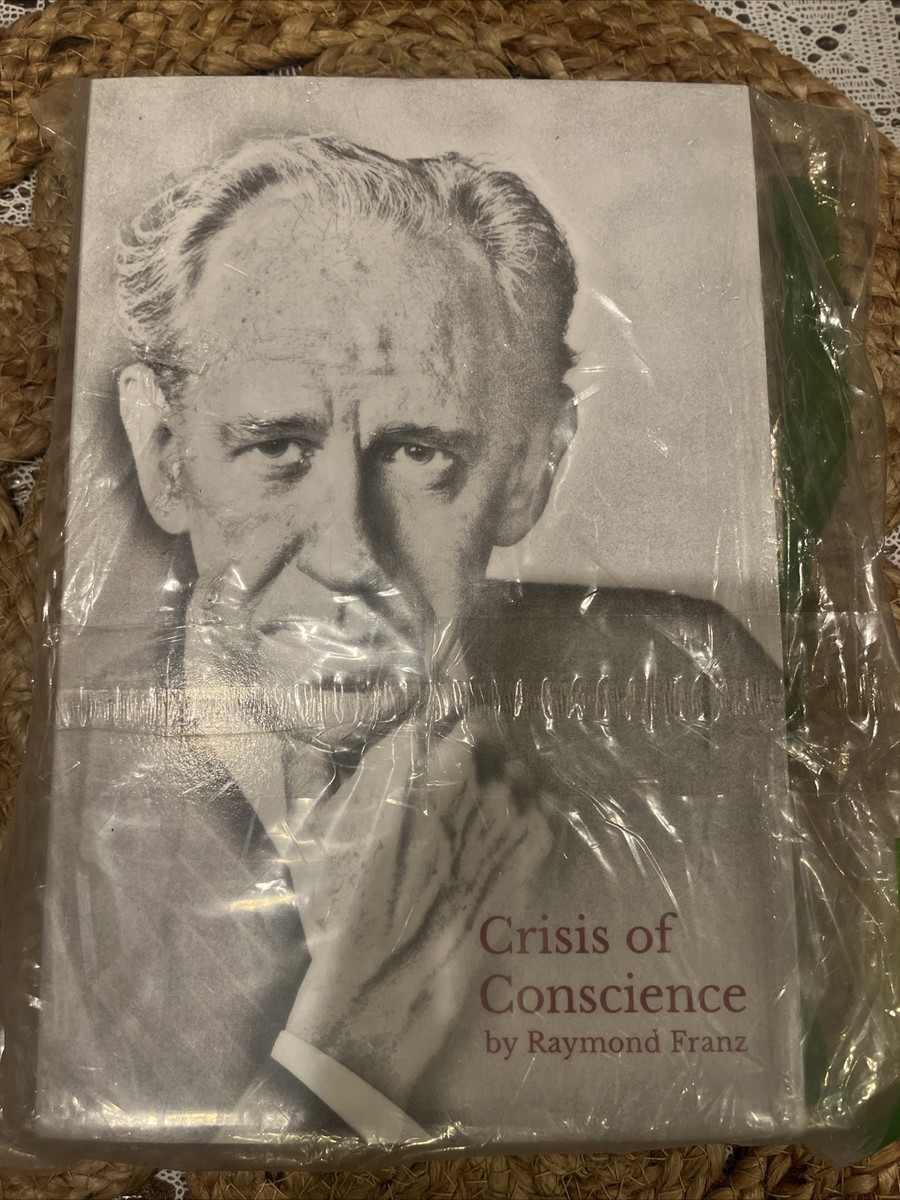 Crisis of
Conscience
by Raymond Franz